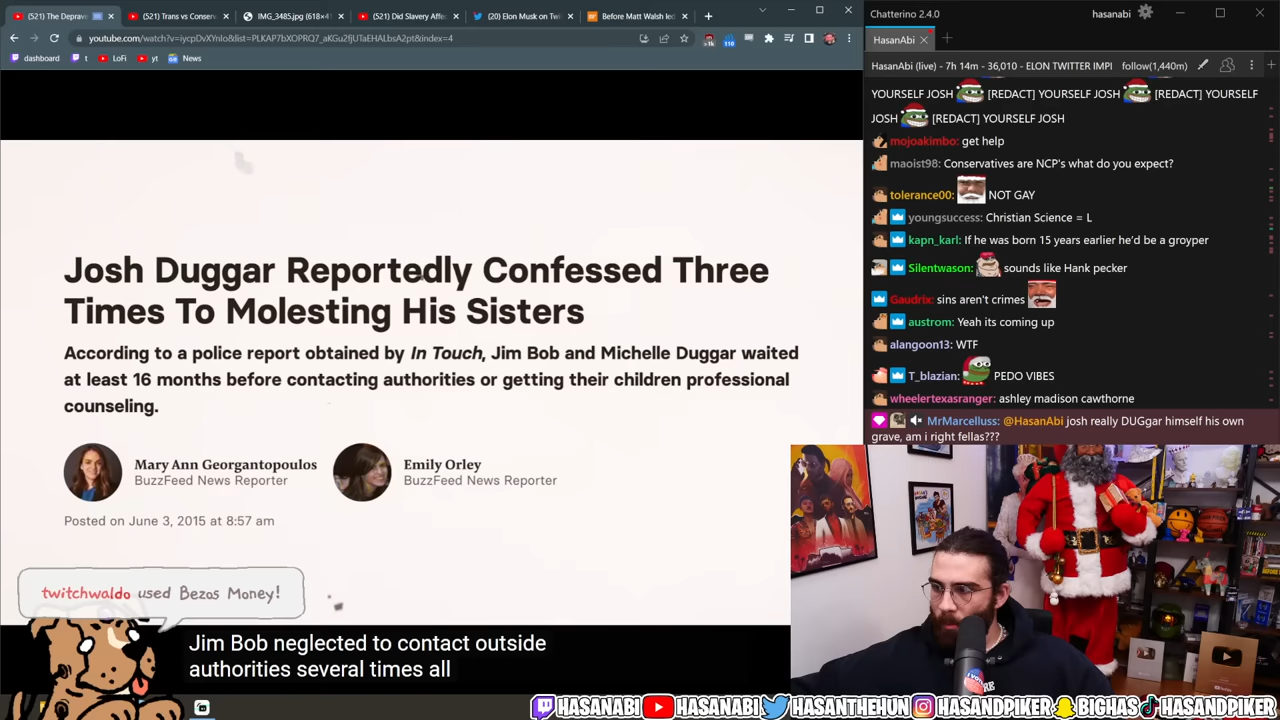 (521) The Deprave
(521) Trans vs Conserv
IMG_3485.jpg (618×41
(521) Did Slavery Affec
(20) Elon Musk on Twi
Before Matt Walsh led
youtube.com/watch?v=iycpDvXYnIo&list=PLKAP7bXOPRQ7_aKGu2fjUTaEHALbsA2pt&index=4
dashboard
t
LoFi
yt
News
Josh Duggar Reportedly Confessed Three
Times To Molesting His Sisters
According to a police report obtained by In Touch, Jim Bob and Michelle Duggar waited
at least 16 months before contacting authorities or getting their children professional
counseling.
Mary Ann Georgantopoulos
BuzzFeed News Reporter
Emily Orley
BuzzFeed News Reporter
Posted on June 3, 2015 at 8:57 am
twitchwaldo used Bezos Money!
Jim Bob neglected to contact outside
authorities several times all
Chatterino 2.4.0
hasanabi
HasanAbi
HasanAbi (live) - 7h 14m - 36,010 - ELON TWITTER IMPI
follow(1,440m)
YOURSELF JOSH [REDACT] YOURSELF JOSH [REDACT] YOURSELF
JOSH [REDACT] YOURSELF JOSH
mojoakimbo: get help
maoist98: Conservatives are NCP's what do you expect?
tolerance00: NOT GAY
youngsuccess: Christian Science = L
kapn_karl: If he was born 15 years earlier he'd be a groyper
Silentwason: sounds like Hank pecker
Gaudrix: sins aren't crimes
austrom: Yeah its coming up
alangoon13: WTF
T_blazian: PEDO VIBES
wheelertexasranger: ashley madison cawthorne
MrMarcelluss: @HasanAbi josh really DUGgar himself his own
grave, am i right fellas???
HASANABI
HASANABI
HASANTHEHUN
HASANDPIKER
BIGHAS
HASANDPIKER